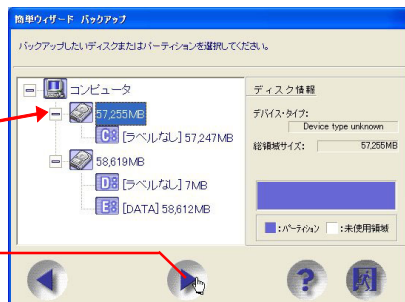 簡単ウィザード バックアップ
バックアップしたいディスクまたはパーティションを選択してください。
コンピュータ
57,255MB
C: [ラベルなし] 57,247MB
58,619MB
D: [ラベルなし] 7MB
E: [DATA] 58,612MB
ディスク情報
デバイス・タイプ:
Device type unknown
総領域サイズ: 57,255MB
:パーティション :未使用領域
?